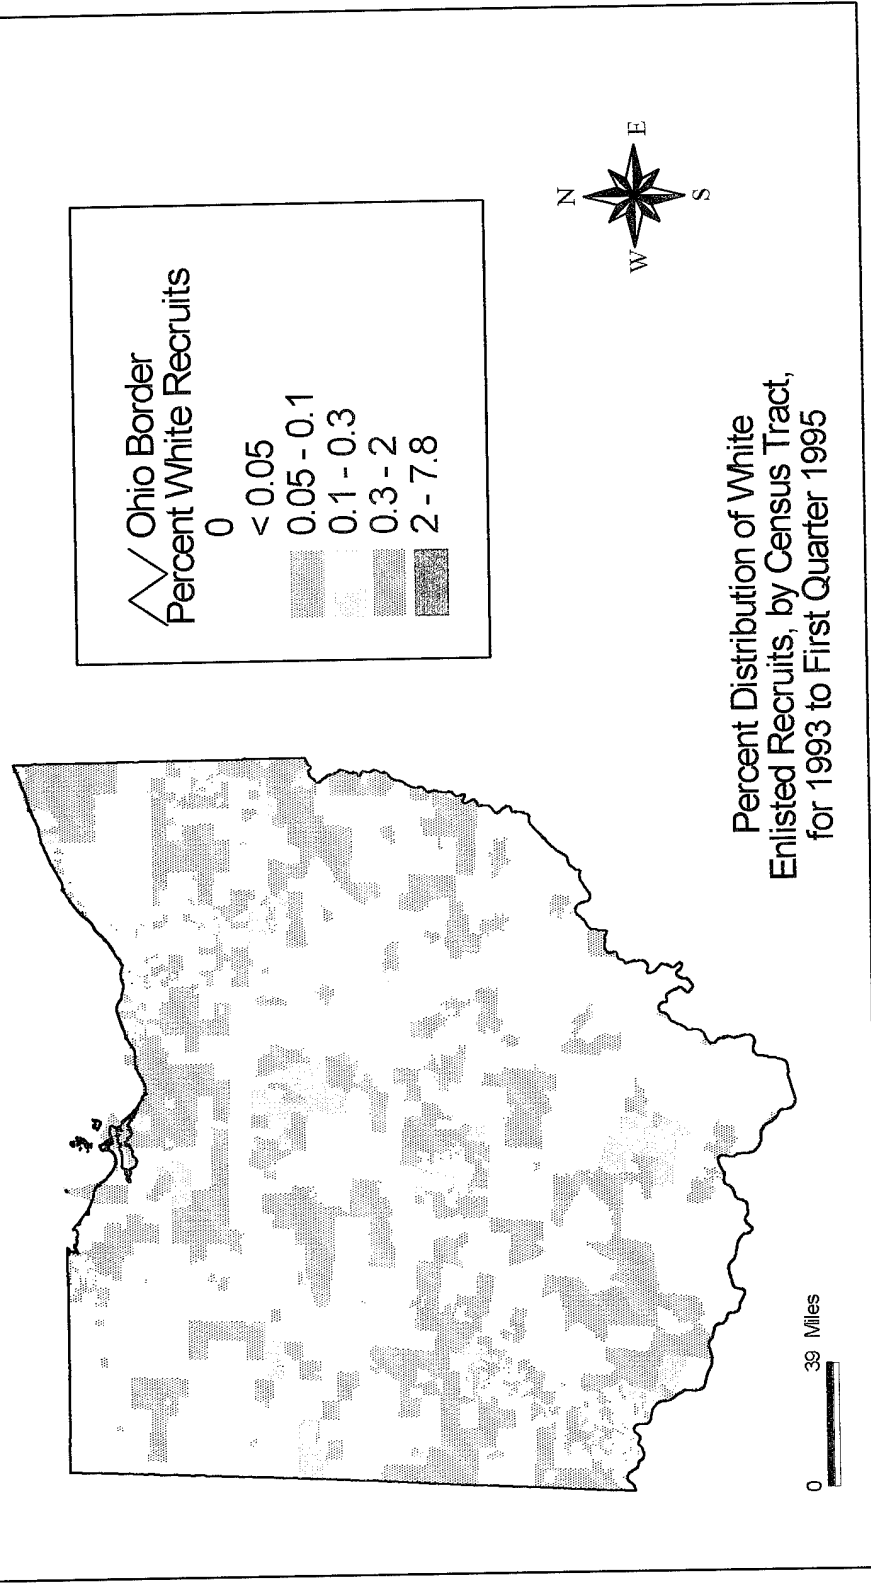 Ohio Border
Percent White Recruits
0
< 0.05
0.05 - 0.1
0.1 - 0.3
0.3 - 2
2 - 7.8
N
W
E
S
Percent Distribution of White
Enlisted Recruits, by Census Tract,
for 1993 to First Quarter 1995
0 39 Miles